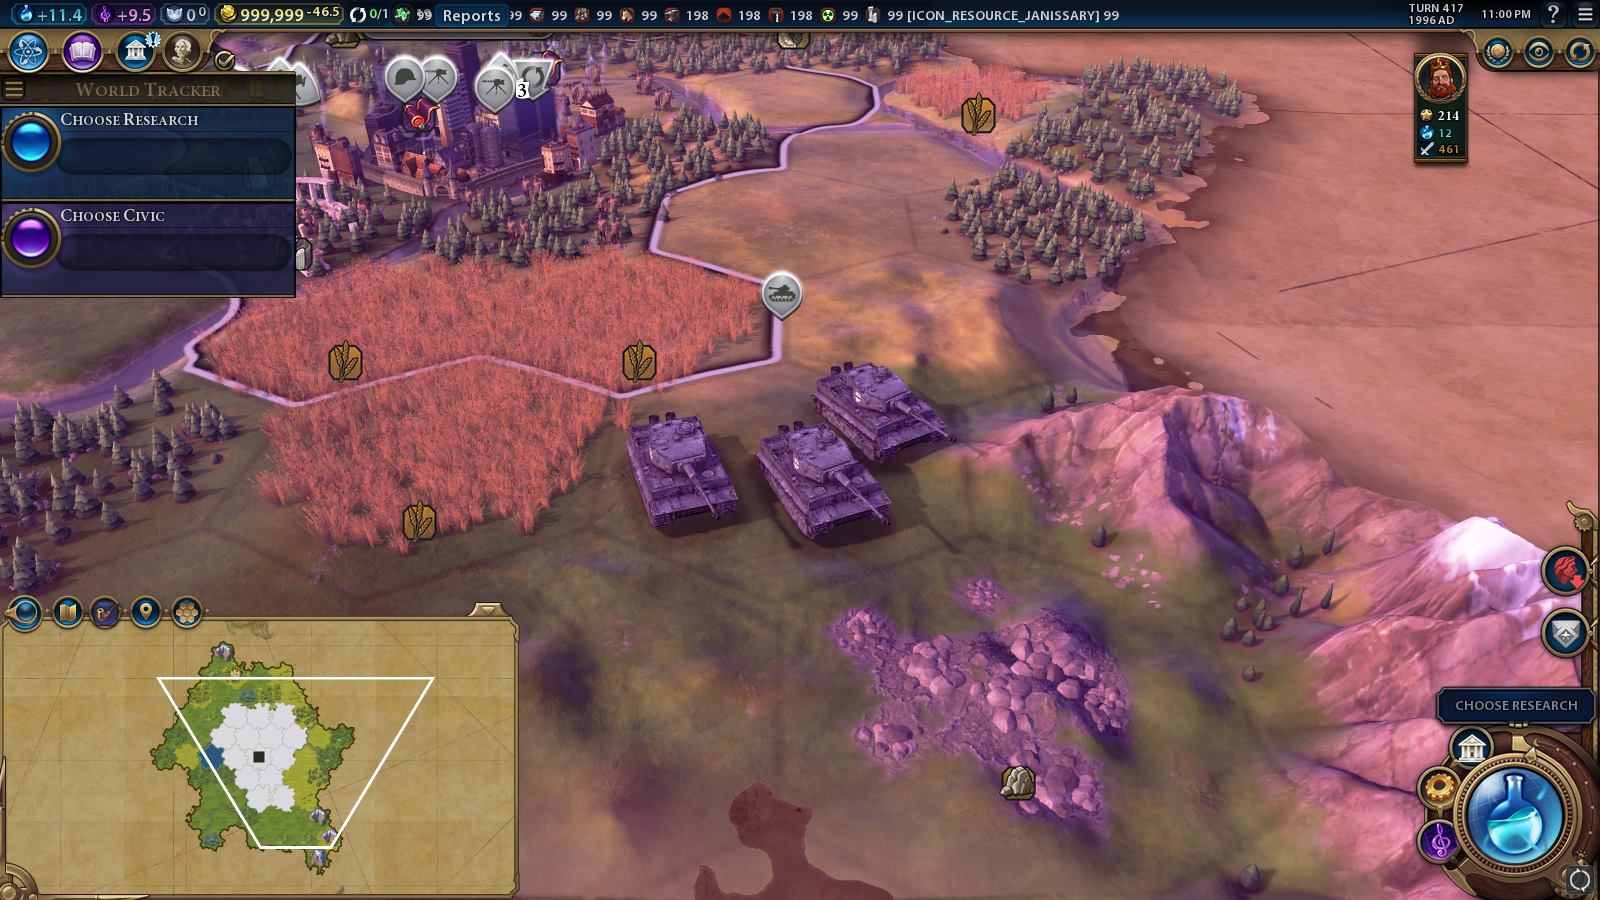 +11.4 +9.5 0 0 999,999 -46.5 0/1 99 Reports 99 99 99 99 198 198 198 99 99 [ICON_RESOURCE_JANISSARY] 99 TURN 417 11:00 PM ?
1996 AD
WORLD TRACKER
CHOOSE RESEARCH
CHOOSE CIVIC
3
214
12
461
CHOOSE RESEARCH